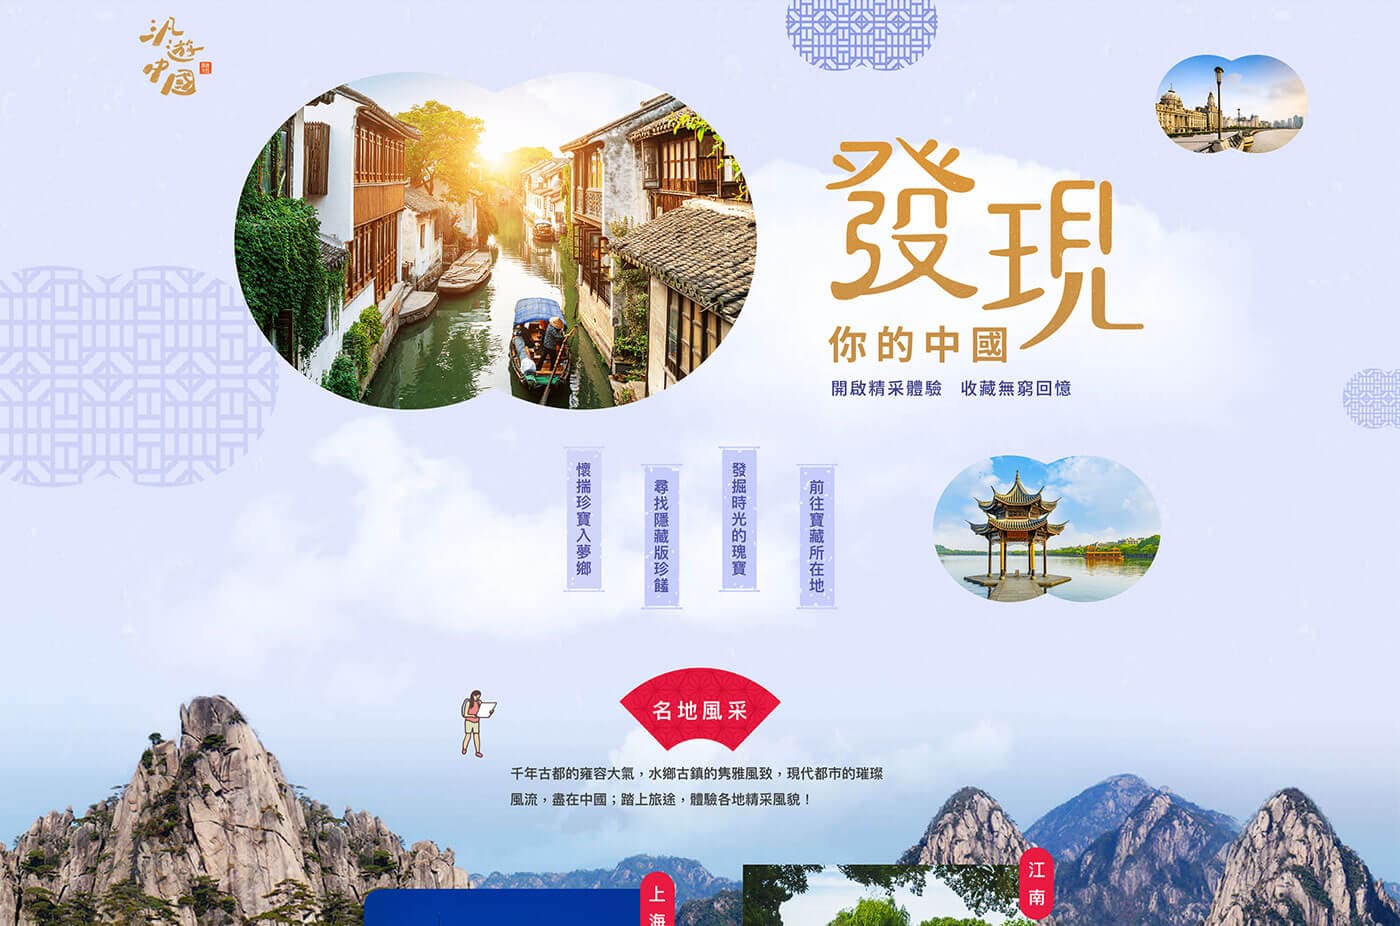 汎遊
中國
發現
你的中國
開啟精采體驗　收藏無窮回憶
懷揣珍寶入夢鄉
尋找隱藏版珍饈
發掘時光的瑰寶
前往寶藏所在地
名地風采
千年古都的雍容大氣，水鄉古鎮的雋雅風致，現代都市的璀璨
風流，盡在中國；踏上旅途，體驗各地精采風貌！
上海
江南